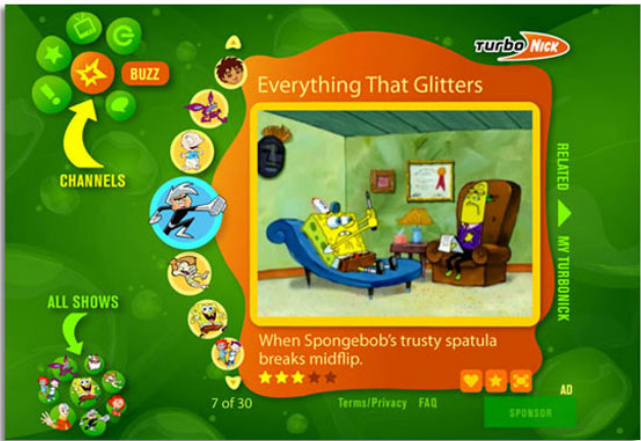 Turbo Nick
BUZZ
Everything That Glitters
CHANNELS
RELATED
MY TURBONICK
ALL SHOWS
When Spongebob's trusty spatula
breaks midflip.
7 of 30
Terms/Privacy FAQ
AD
SPONSOR